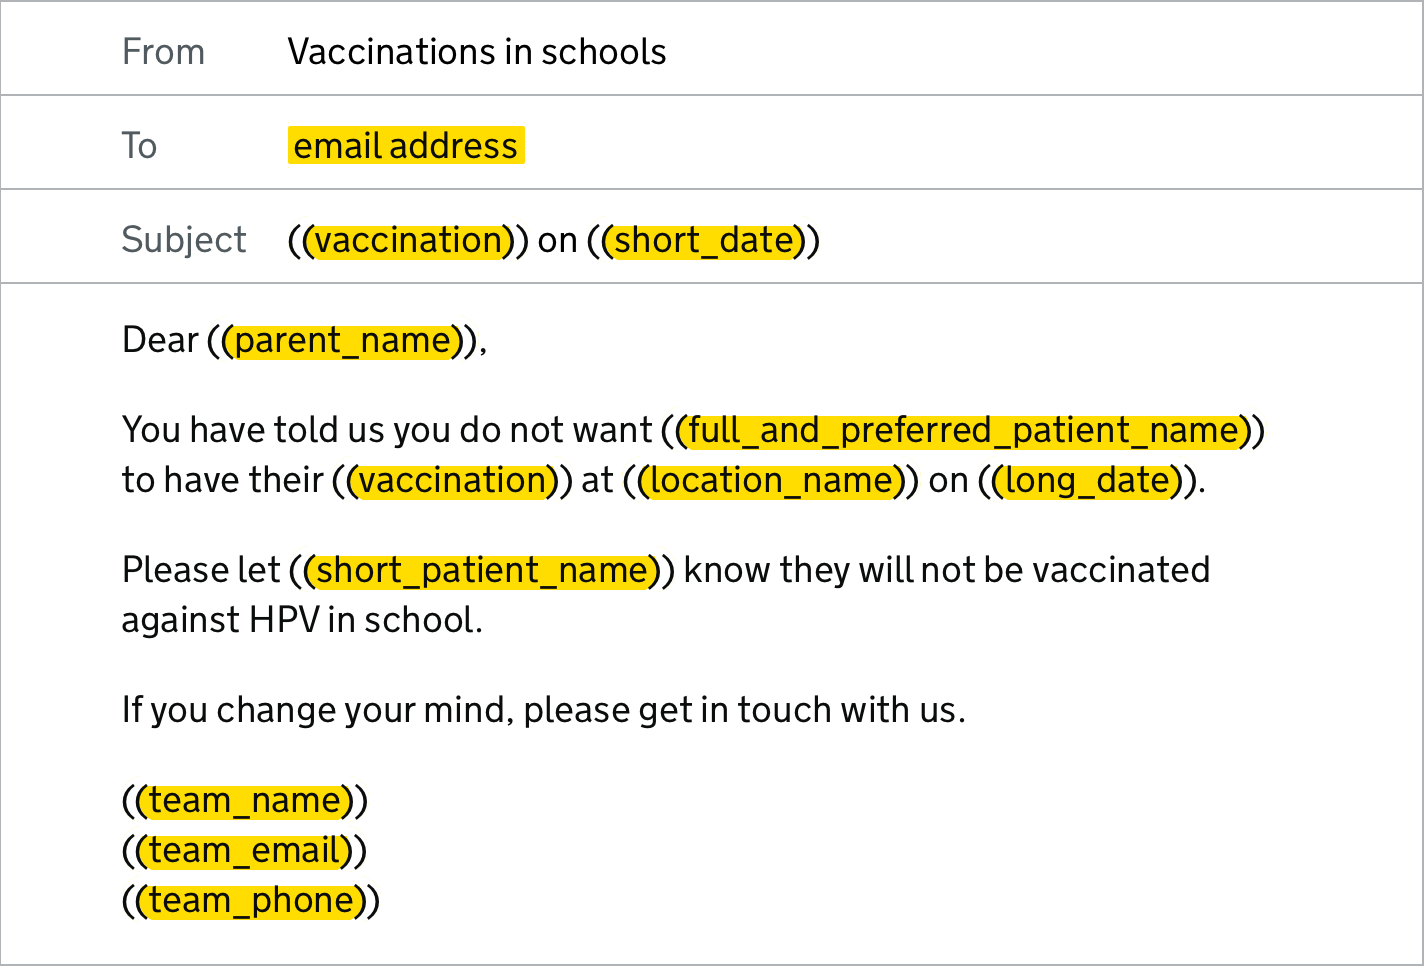 From Vaccinations in schools
To email address
Subject ((vaccination)) on ((short_date))
Dear ((parent_name)),
You have told us you do not want ((full_and_preferred_patient_name))
to have their ((vaccination)) at ((location_name)) on ((long_date)).
Please let ((short_patient_name)) know they will not be vaccinated
against HPV in school.
If you change your mind, please get in touch with us.
((team_name))
((team_email))
((team_phone))